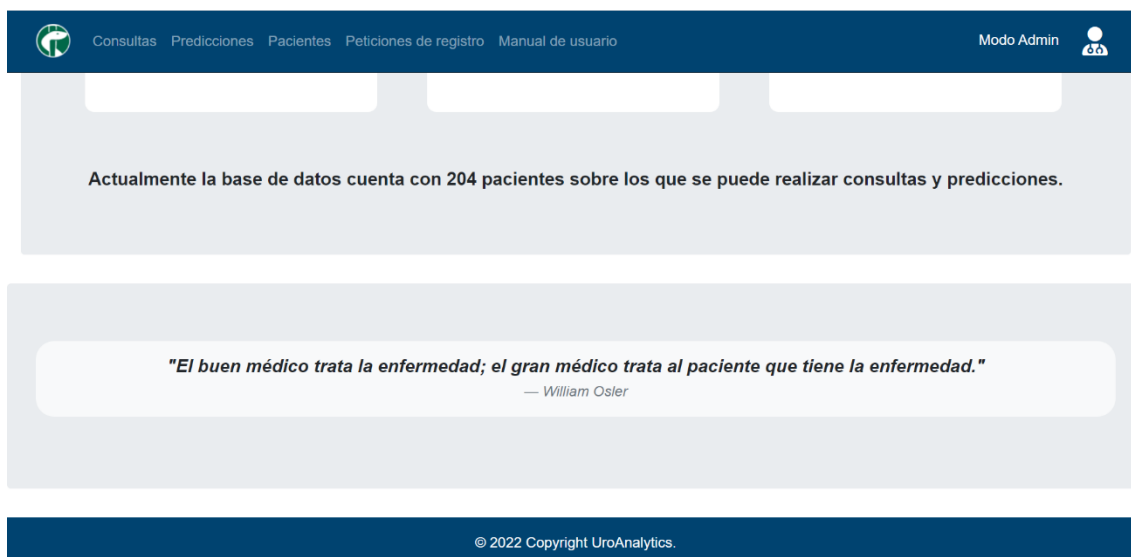 Consultas Predicciones Pacientes Peticiones de registro Manual de usuario Modo Admin
Actualmente la base de datos cuenta con 204 pacientes sobre los que se puede realizar consultas y predicciones.
"El buen médico trata la enfermedad; el gran médico trata al paciente que tiene la enfermedad."
— William Osler
© 2022 Copyright UroAnalytics.